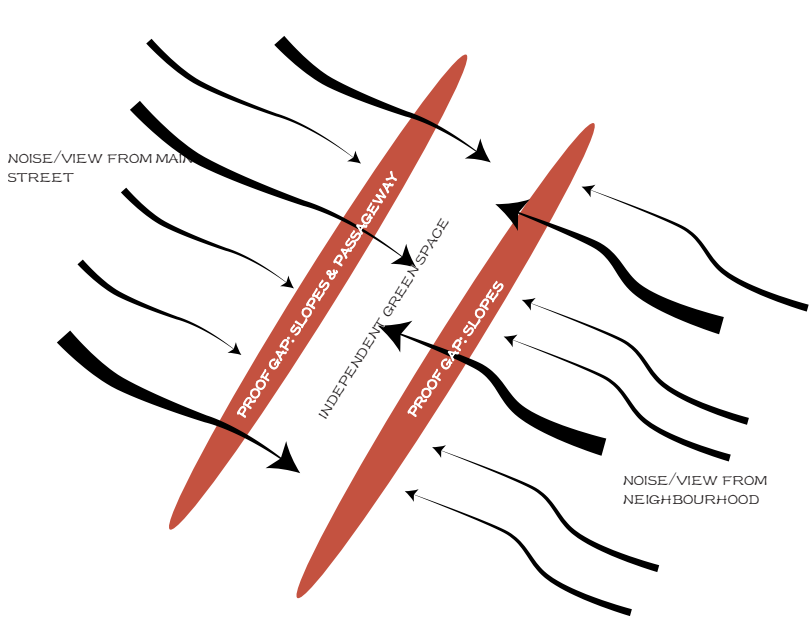 NOISE/VIEW FROM MAIN
STREET
PROOF GAP: SLOPES & PASSAGEWAY
INDEPENDENT GREEN SPACE
PROOF GAP: SLOPES
NOISE/VIEW FROM
NEIGHBOURHOOD